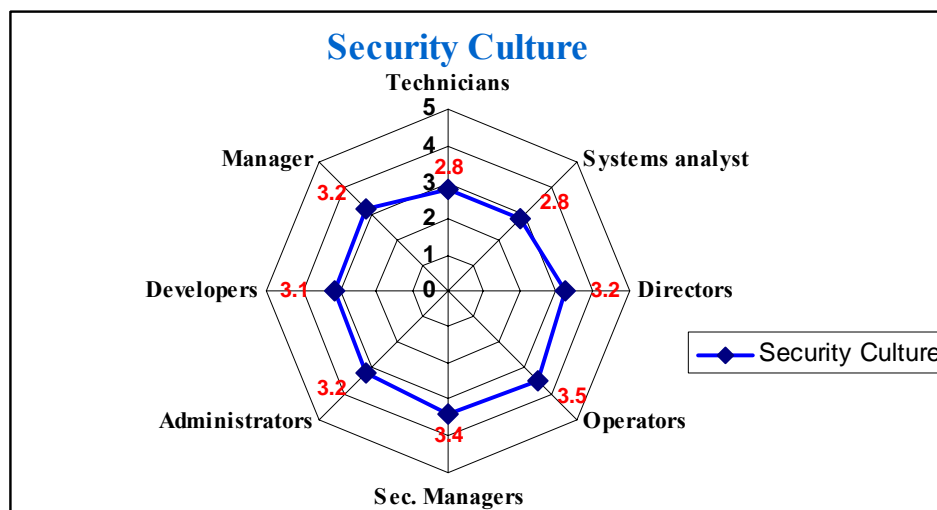 Security Culture
Technicians
5
Manager
4
Systems analyst
3.2
3
2.8
2.8
2
1
Developers
3.1
0
3.2
Directors
Security Culture
3.2
3.5
Administrators
Operators
3.4
Sec. Managers